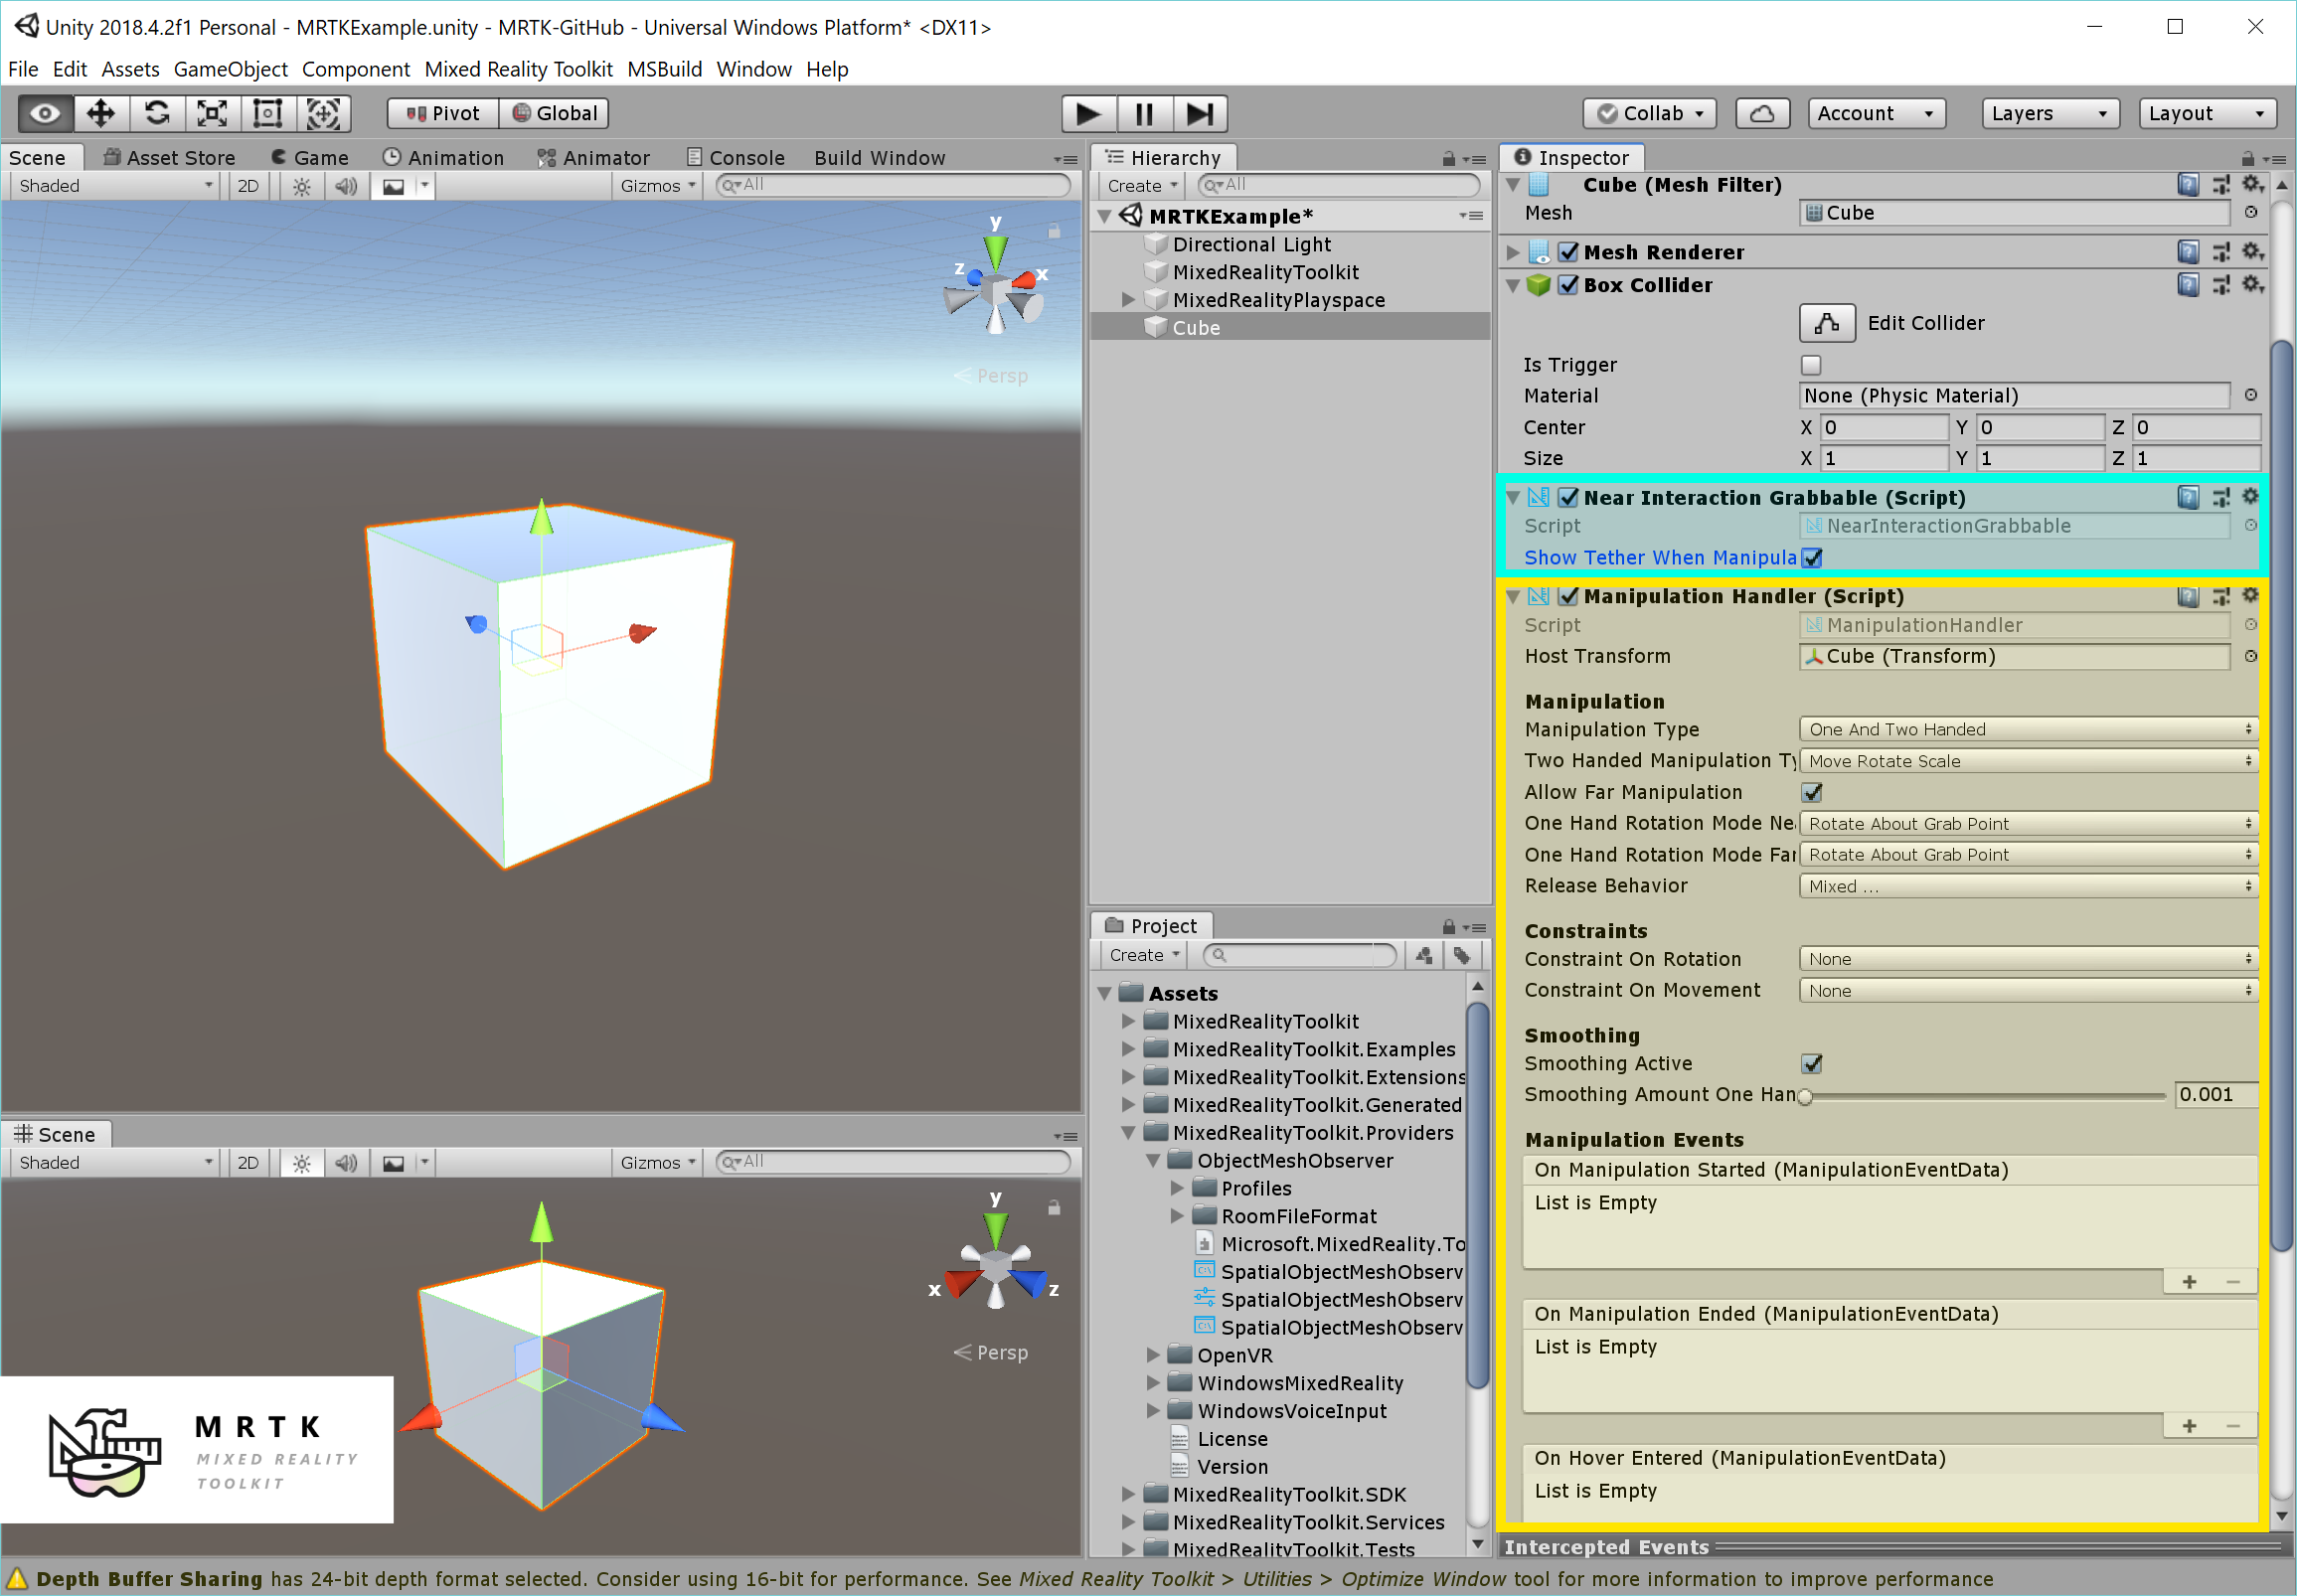 Unity 2018.4.2f1 Personal - MRTKExample.unity - MRTK-GitHub - Universal Windows Platform* <DX11>
File Edit Assets GameObject Component Mixed Reality Toolkit MSBuild Window Help
Pivot Global Collab Account Layers Layout
Scene Asset Store Game Animation Animator Console Build Window
Shaded 2D Gizmos All
y
z x
Persp
Scene
Shaded 2D Gizmos All
y
x z
Persp
MRTK
MIXED REALITY
TOOLKIT
Hierarchy
Create All
MRTKExample*
Directional Light
MixedRealityToolkit
MixedRealityPlayspace
Cube
Project
Create
Assets
MixedRealityToolkit
MixedRealityToolkit.Examples
MixedRealityToolkit.Extensions
MixedRealityToolkit.Generated
MixedRealityToolkit.Providers
ObjectMeshObserver
Profiles
RoomFileFormat
Microsoft.MixedReality.To
SpatialObjectMeshObserv
SpatialObjectMeshObserv
SpatialObjectMeshObserv
OpenVR
WindowsMixedReality
WindowsVoiceInput
License
Version
MixedRealityToolkit.SDK
MixedRealityToolkit.Services
MixedRealityToolkit.Tests
Inspector
Cube (Mesh Filter)
Mesh Cube
Mesh Renderer
Box Collider
Edit Collider
Is Trigger
Material None (Physic Material)
Center X 0 Y 0 Z 0
Size X 1 Y 1 Z 1
Near Interaction Grabbable (Script)
Script NearInteractionGrabbable
Show Tether When Manipula
Manipulation Handler (Script)
Script ManipulationHandler
Host Transform Cube (Transform)
Manipulation
Manipulation Type One And Two Handed
Two Handed Manipulation Ty Move Rotate Scale
Allow Far Manipulation
One Hand Rotation Mode Nea Rotate About Grab Point
One Hand Rotation Mode Far Rotate About Grab Point
Release Behavior Mixed ...
Constraints
Constraint On Rotation None
Constraint On Movement None
Smoothing
Smoothing Active
Smoothing Amount One Han 0.001
Manipulation Events
On Manipulation Started (ManipulationEventData)
List is Empty
+ −
On Manipulation Ended (ManipulationEventData)
List is Empty
+ −
On Hover Entered (ManipulationEventData)
List is Empty
Intercepted Events
Depth Buffer Sharing has 24-bit depth format selected. Consider using 16-bit for performance. See Mixed Reality Toolkit > Utilities > Optimize Window tool for more information to improve performance